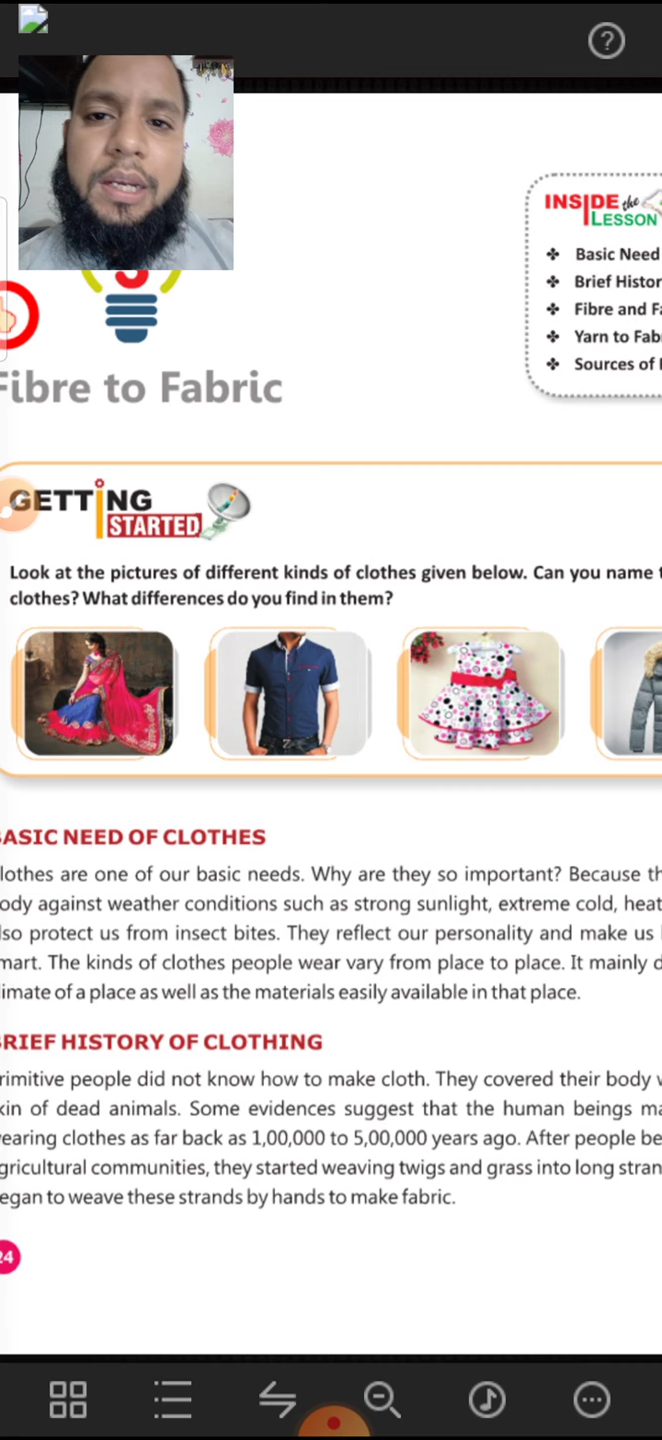 INSIDE the
LESSON
Basic Need
Brief Histor
Fibre and Fa
Yarn to Fab
Sources of
3
Fibre to Fabric
GETTING
STARTED
Look at the pictures of different kinds of clothes given below. Can you name
clothes? What differences do you find in them?
BASIC NEED OF CLOTHES
lothes are one of our basic needs. Why are they so important? Because th
ody against weather conditions such as strong sunlight, extreme cold, heat
lso protect us from insect bites. They reflect our personality and make us
mart. The kinds of clothes people wear vary from place to place. It mainly d
limate of a place as well as the materials easily available in that place.
BRIEF HISTORY OF CLOTHING
rimitive people did not know how to make cloth. They covered their body w
kin of dead animals. Some evidences suggest that the human beings ma
earing clothes as far back as 1,00,000 to 5,00,000 years ago. After people be
gricultural communities, they started weaving twigs and grass into long stran
egan to weave these strands by hands to make fabric.
24